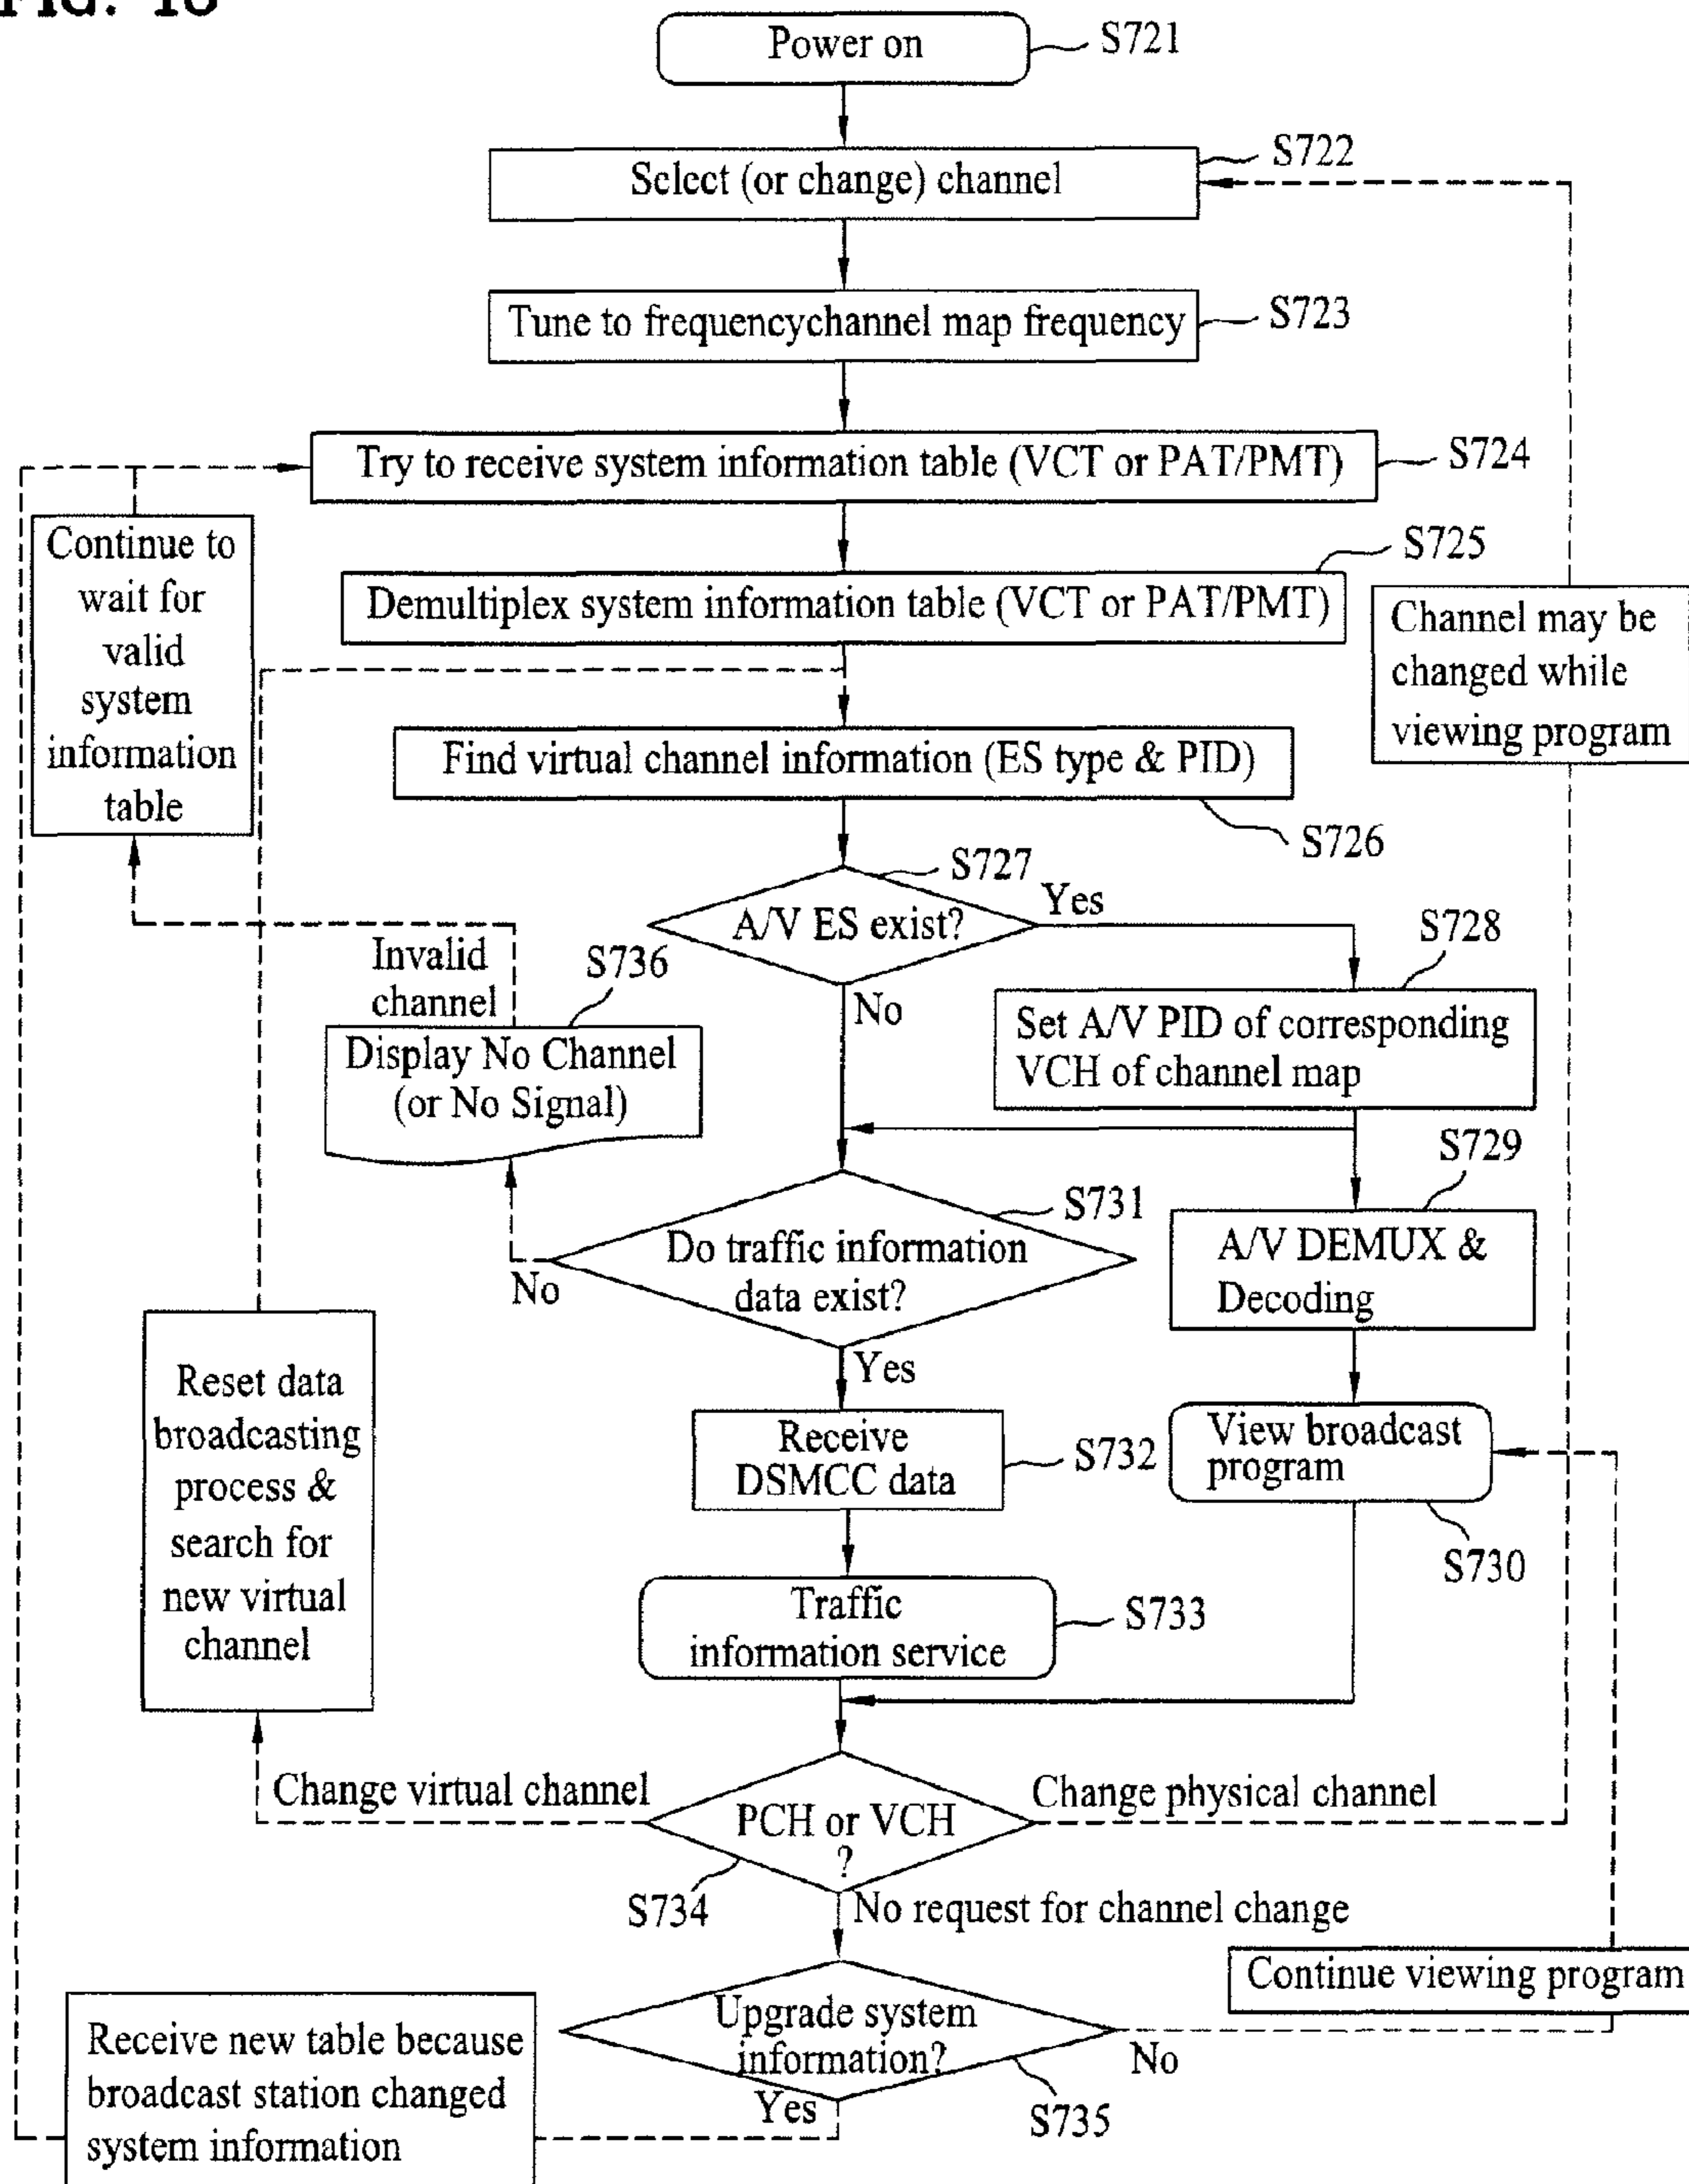 Power on
S721
Select (or change) channel
S722
Tune to frequencychannel map frequency
S723
Try to receive system information table (VCT or PAT/PMT)
S724
Continue to
wait for
valid
system
information
table
Demultiplex system information table (VCT or PAT/PMT)
S725
Channel may be
changed while
viewing program
Find virtual channel information (ES type & PID)
S726
S727
A/V ES exist?
Yes
No
S728
Set A/V PID of corresponding
VCH of channel map
Invalid
channel
S736
Display No Channel
(or No Signal)
S729
A/V DEMUX &
Decoding
S731
Do traffic information
data exist?
No
Yes
Receive
DSMCC data
S732
View broadcast
program
S730
Reset data
broadcasting
process &
search for
new virtual
channel
Traffic
information service
S733
Change virtual channel
PCH or VCH
?
Change physical channel
S734
No request for channel change
Continue viewing program
Upgrade system
information?
No
Yes
S735
Receive new table because
broadcast station changed
system information